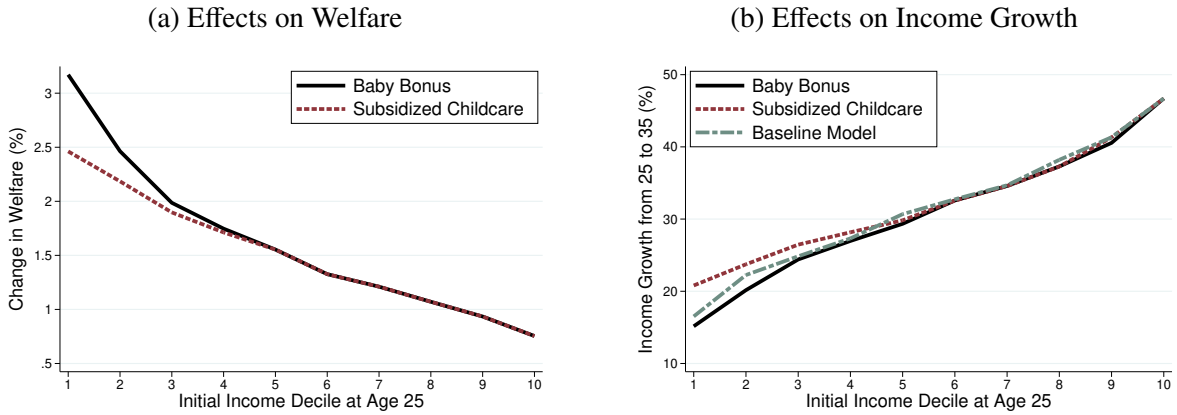 (a) Effects on Welfare
Change in Welfare (%)
3
2.5
2
1.5
1
.5
Baby Bonus
Subsidized Childcare
1 2 3 4 5 6 7 8 9 10
Initial Income Decile at Age 25
(b) Effects on Income Growth
Income Growth from 25 to 35 (%)
50
40
30
20
10
Baby Bonus
Subsidized Childcare
Baseline Model
1 2 3 4 5 6 7 8 9 10
Initial Income Decile at Age 25